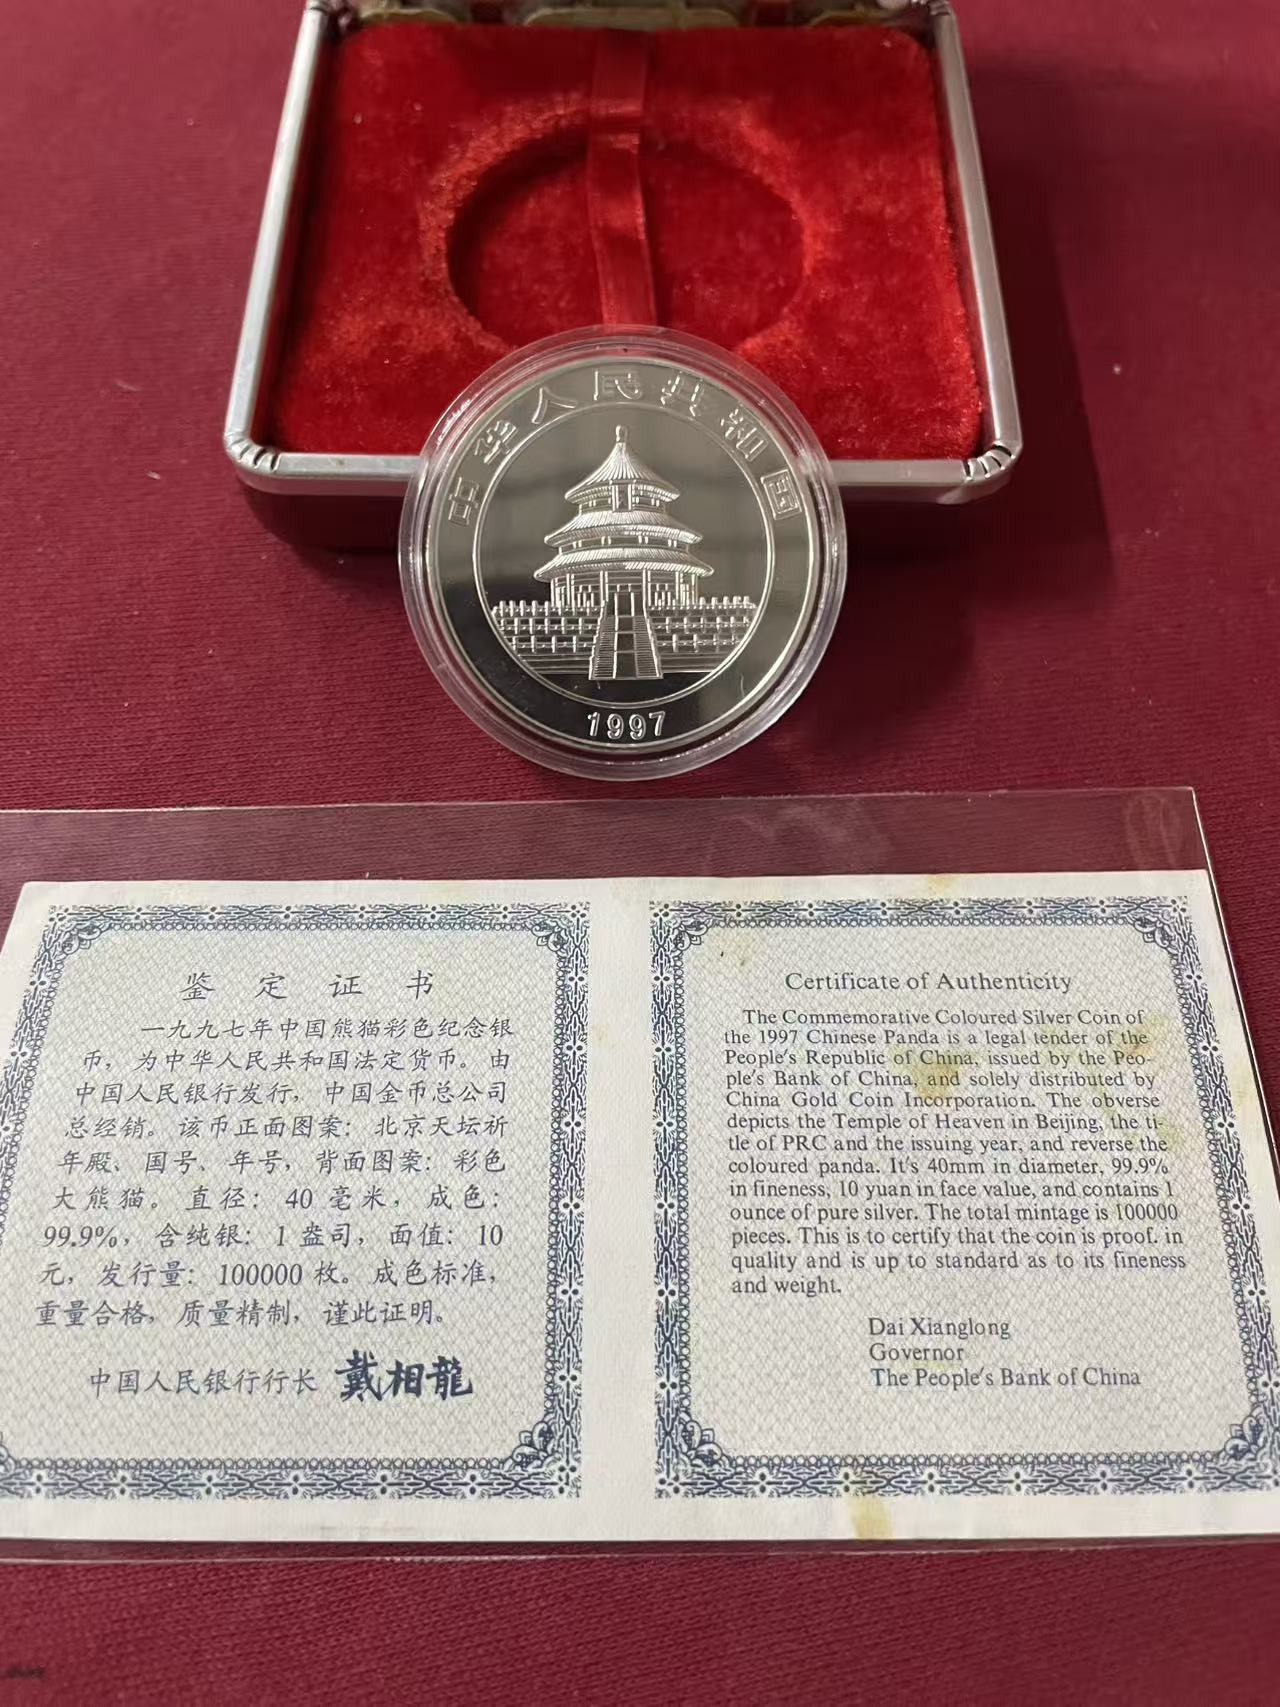 中华人民共和国
1997
鉴定证书
一九九七年中国熊猫彩色纪念银
币，为中华人民共和国法定货币。由
中国人民银行发行，中国金币总公司
总经销。该币正面图案：北京天坛祈
年殿、国号、年号，背面图案：彩色
大熊猫。直径：40毫米，成色：
99.9%，含纯银：1盎司，面值：10
元，发行量：100000枚。成色标准，
重量合格，质量精制，谨此证明。
中国人民银行行长 戴相龍
Certificate of Authenticity
The Commemorative Coloured Silver Coin of
the 1997 Chinese Panda is a legal tender of the
People's Republic of China, issued by the Peo-
ple's Bank of China, and solely distributed by
China Gold Coin Incorporation. The obverse
depicts the Temple of Heaven in Beijing, the ti-
tle of PRC and the issuing year, and reverse the
coloured panda. It's 40mm in diameter, 99.9%
in fineness, 10 yuan in face value, and contains 1
ounce of pure silver. The total mintage is 100000
pieces. This is to certify that the coin is proof. in
quality and is up to standard as to its fineness
and weight.
Dai Xianglong
Governor
The People's Bank of China